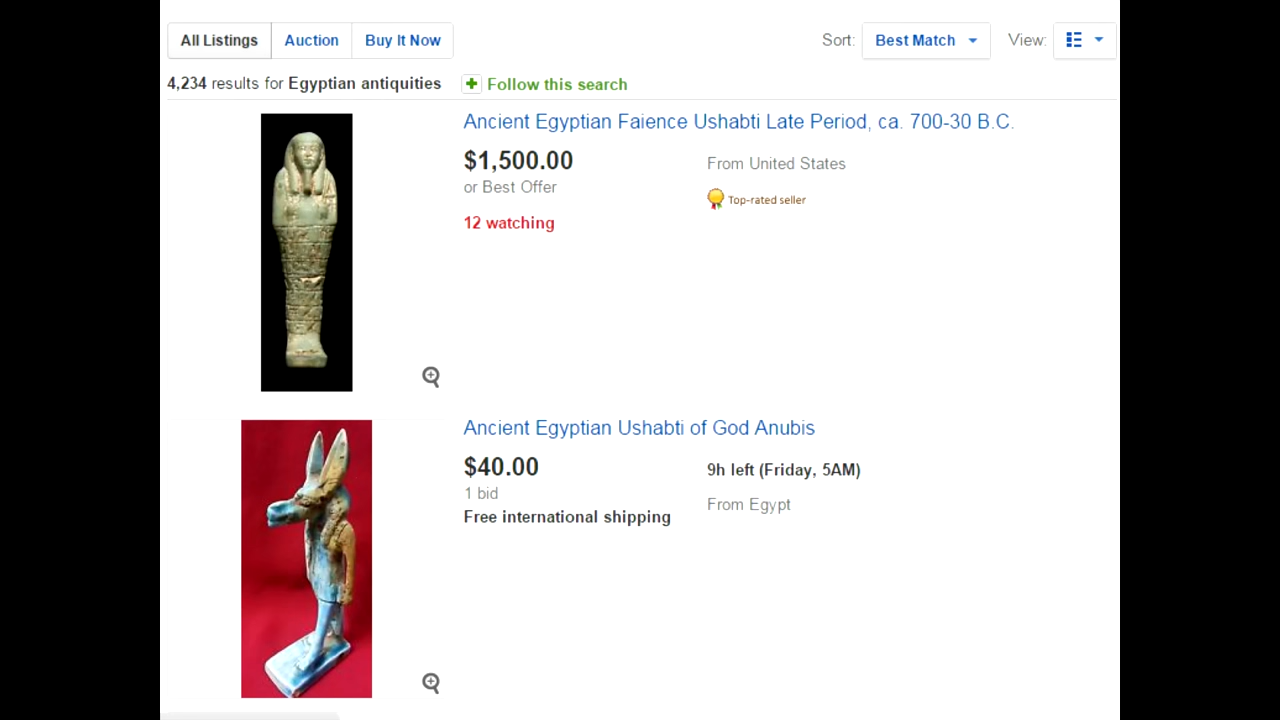 All Listings Auction Buy It Now Sort: Best Match View:
4,234 results for Egyptian antiquities Follow this search
Ancient Egyptian Faience Ushabti Late Period, ca. 700-30 B.C.
$1,500.00 From United States
or Best Offer
Top-rated seller
12 watching
Ancient Egyptian Ushabti of God Anubis
$40.00 9h left (Friday, 5AM)
1 bid
From Egypt
Free international shipping